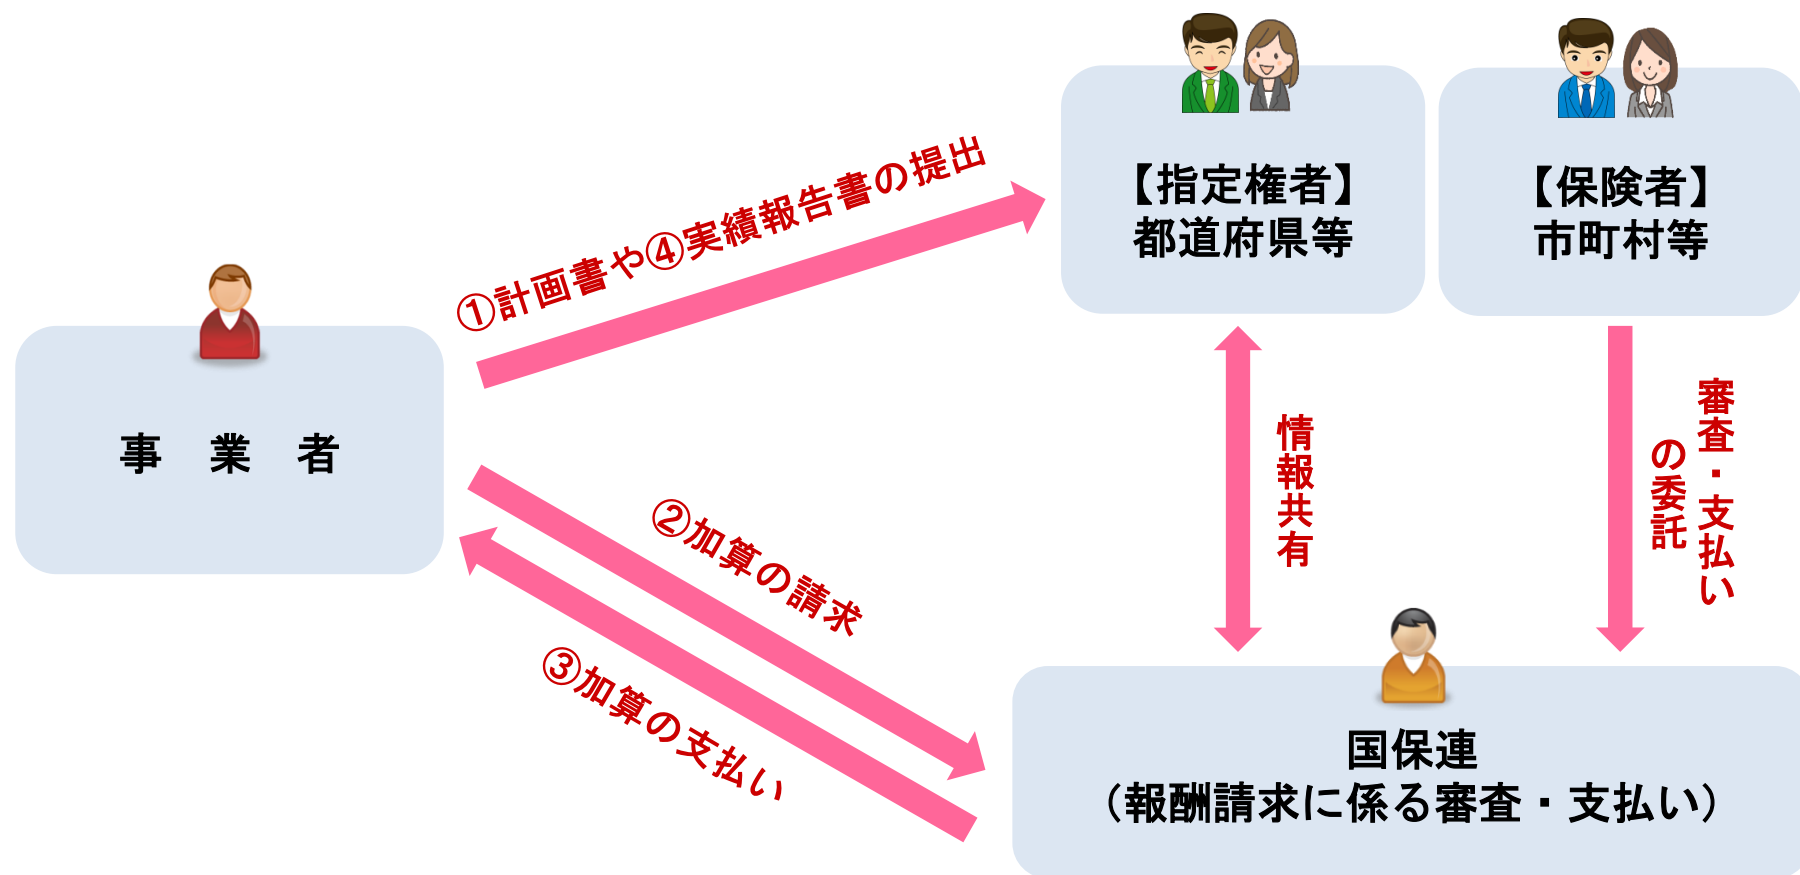 ①計画書や④実績報告書の提出
【指定権者】
都道府県等
【保険者】
市町村等
事　業　者
②加算の請求
③加算の支払い
情報共有
審査・支払い
の委託
国保連
（報酬請求に係る審査・支払い）